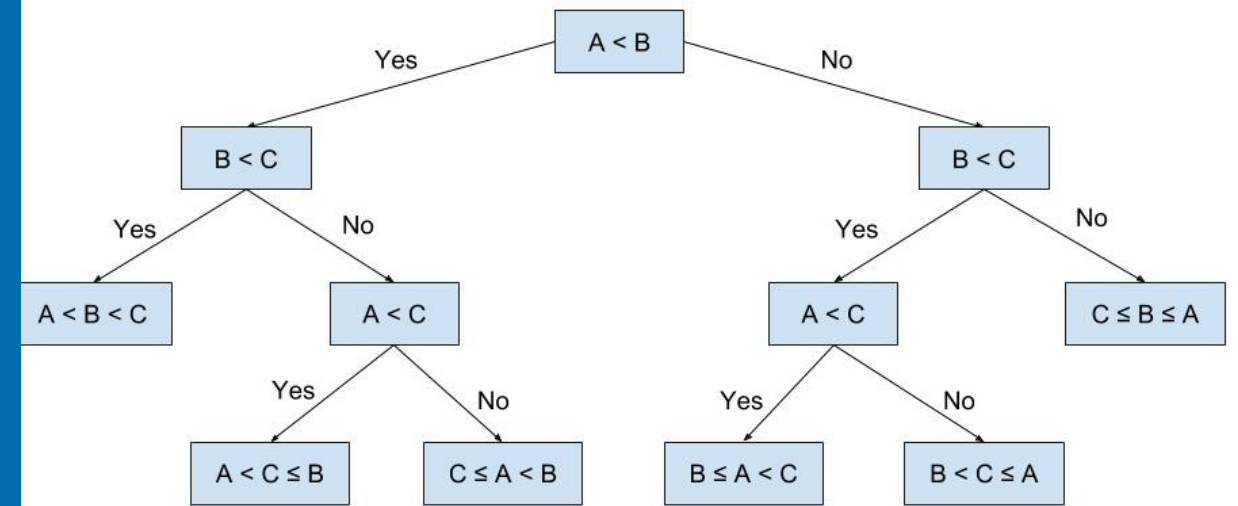 A < B
Yes
No
B < C
B < C
Yes
No
Yes
No
A < B < C
A < C
A < C
C ≤ B ≤ A
Yes
No
Yes
No
A < C ≤ B
C ≤ A < B
B ≤ A < C
B < C ≤ A